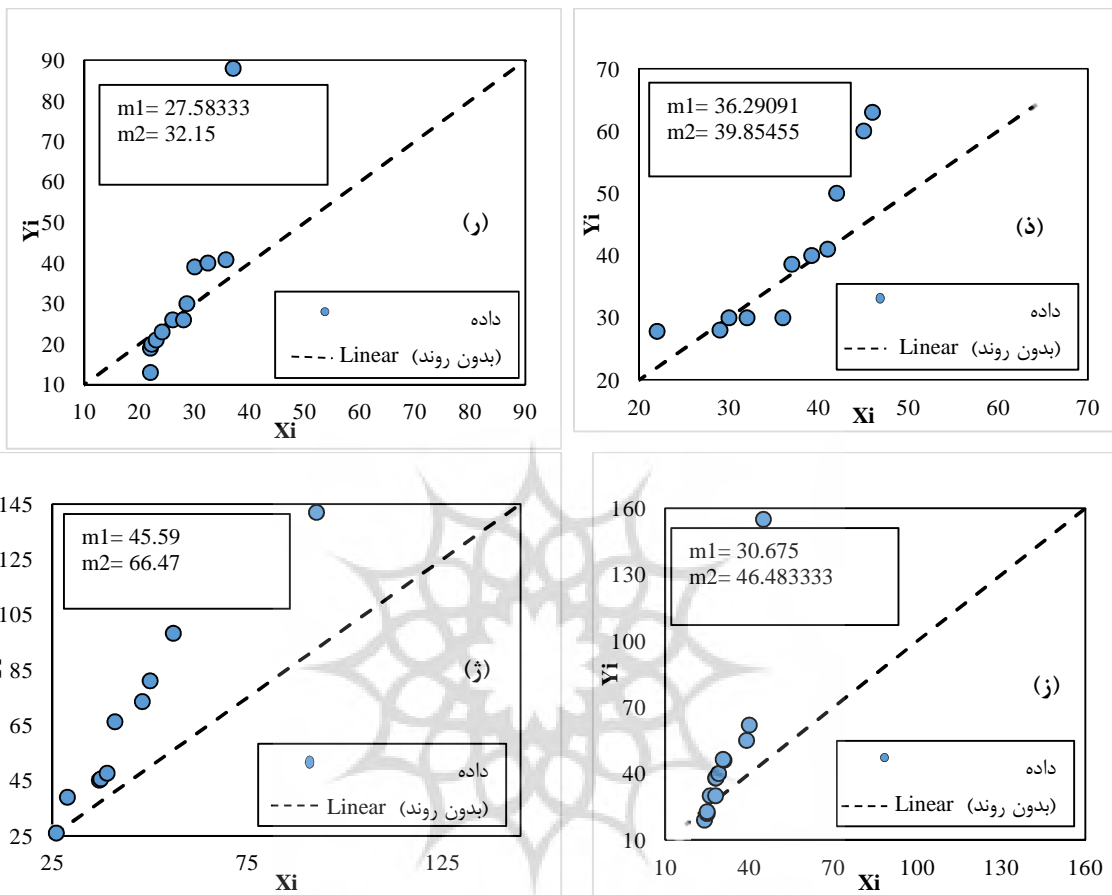 90
80
70
60
50
40
30
20
10
m1= 27.58333
m2= 32.15
Yi
(ر)
داده
Linear (بدون روند)
10 20 30 40 50 60 70 80 90
Xi
70
60
50
40
30
20
m1= 36.29091
m2= 39.85455
Yi
(ذ)
داده
Linear (بدون روند)
20 30 40 50 60 70
Xi
145
125
105
85
65
45
25
m1= 45.59
m2= 66.47
(ژ)
داده
Linear (بدون روند)
25 75 125
Xi
160
130
100
70
40
10
m1= 30.675
m2= 46.483333
Yi
(ز)
داده
Linear (بدون روند)
10 40 70 100 130 160
Xi